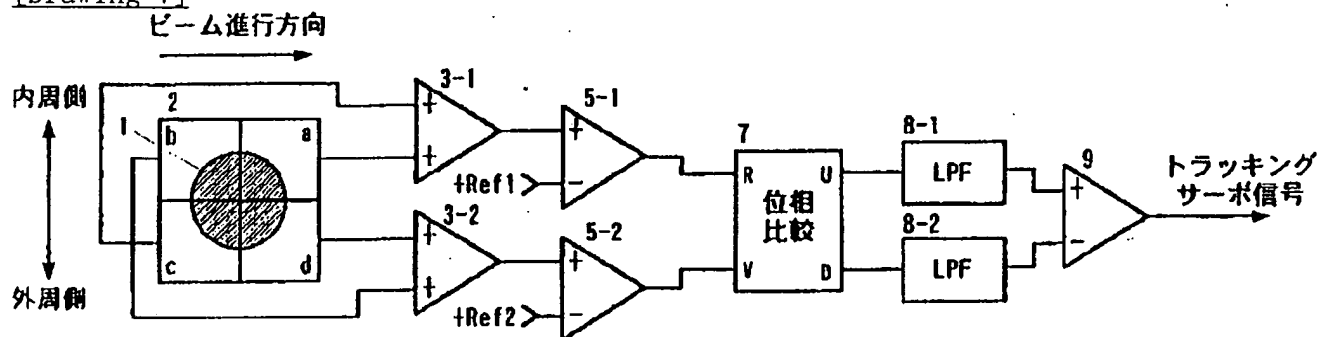 [Drawing 7]
ビーム進行方向
内周側
外周側
1
2
b
a
c
d
3-1
+
+
3-2
+
+
5-1
+
-
+Ref1
5-2
+
-
+Ref2
7
R
U
位相
比較
V
D
8-1
LPF
8-2
LPF
9
+
-
トラッキング
サーボ信号